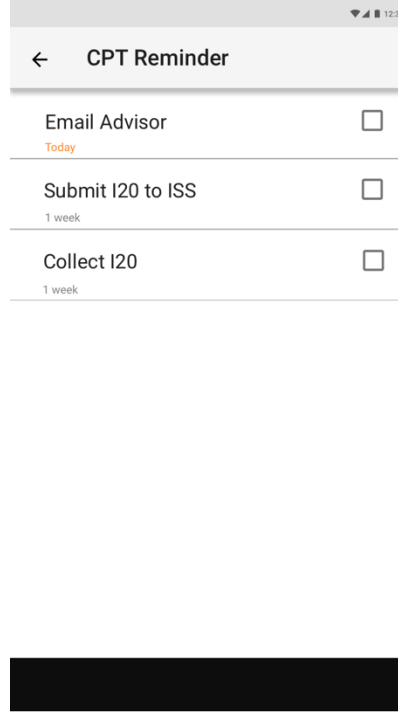 CPT Reminder
Email Advisor
Today
Submit I20 to ISS
1 week
Collect I20
1 week